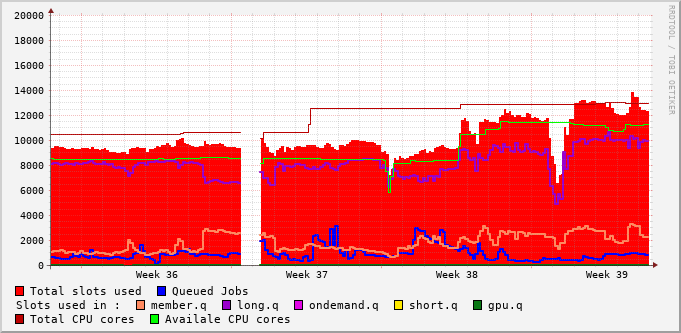 20000
18000
16000
14000
12000
10000
8000
6000
4000
2000
0
Week 36 Week 37 Week 38 Week 39
RRDTOOL / TOBI OETIKER
Total slots used Queued Jobs
Slots used in : member.q long.q ondemand.q short.q gpu.q
Total CPU cores Availale CPU cores